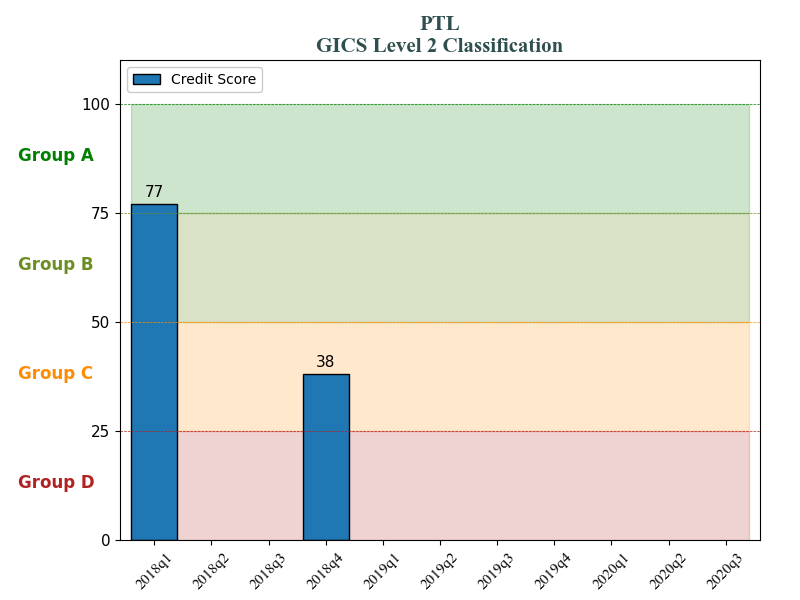 PTL
GICS Level 2 Classification
Credit Score
100
Group A
77
75
Group B
50
38
Group C
25
Group D
0
2018q1 2018q2 2018q3 2018q4 2019q1 2019q2 2019q3 2019q4 2020q1 2020q2 2020q3